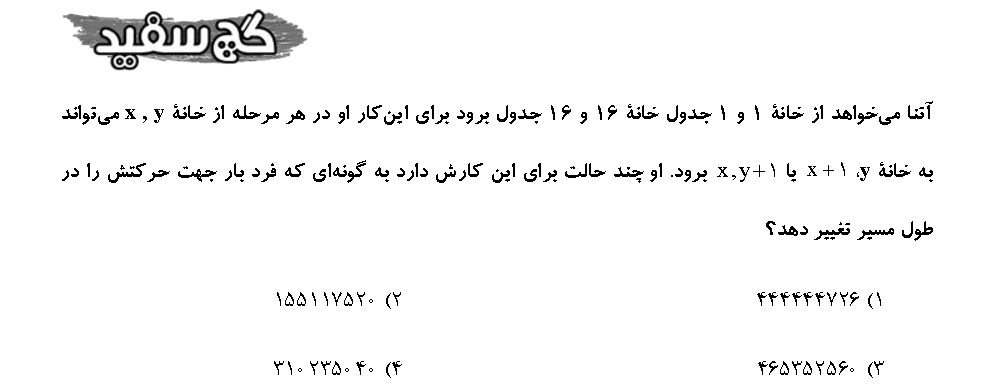 گچ سفید
آتنا می‌خواهد از خانهٔ ۱ و ۱ جدول خانهٔ ۱۶ و ۱۶ جدول برود برای این‌کار او در هر مرحله از خانهٔ x , y می‌تواند
به خانهٔ y، x + ۱ یا x,y+۱ برود. او چند حالت برای این کارش دارد به گونه‌ای که فرد بار جهت حرکتش را در
طول مسیر تغییر دهد؟
۱) ۴۴۴۴۴۴۷۲۶ ۲) ۱۵۵۱۱۷۵۲۰
۳) ۴۶۵۳۵۲۵۶۰ ۴) ۳۱۰۲۳۵۰۴۰